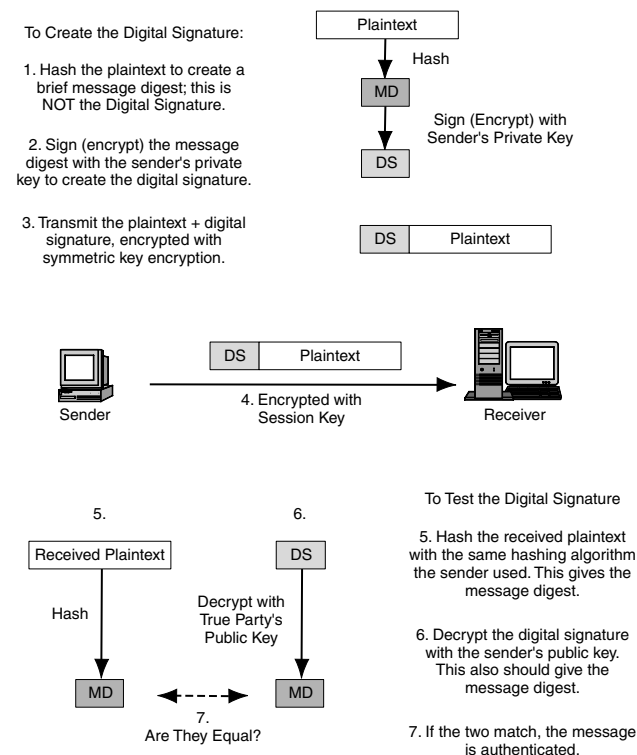 To Create the Digital Signature:
1. Hash the plaintext to create a
brief message digest; this is
NOT the Digital Signature.
2. Sign (encrypt) the message
digest with the sender's private
key to create the digital signature.
3. Transmit the plaintext + digital
signature, encrypted with
symmetric key encryption.
Plaintext
Hash
MD
Sign (Encrypt) with
Sender's Private Key
DS
DS Plaintext
DS Plaintext
4. Encrypted with
Session Key
Sender
Receiver
5.
Received Plaintext
Hash
MD
6.
DS
Decrypt with
True Party's
Public Key
MD
7.
Are They Equal?
To Test the Digital Signature
5. Hash the received plaintext
with the same hashing algorithm
the sender used. This gives the
message digest.
6. Decrypt the digital signature
with the sender's public key.
This also should give the
message digest.
7. If the two match, the message
is authenticated.